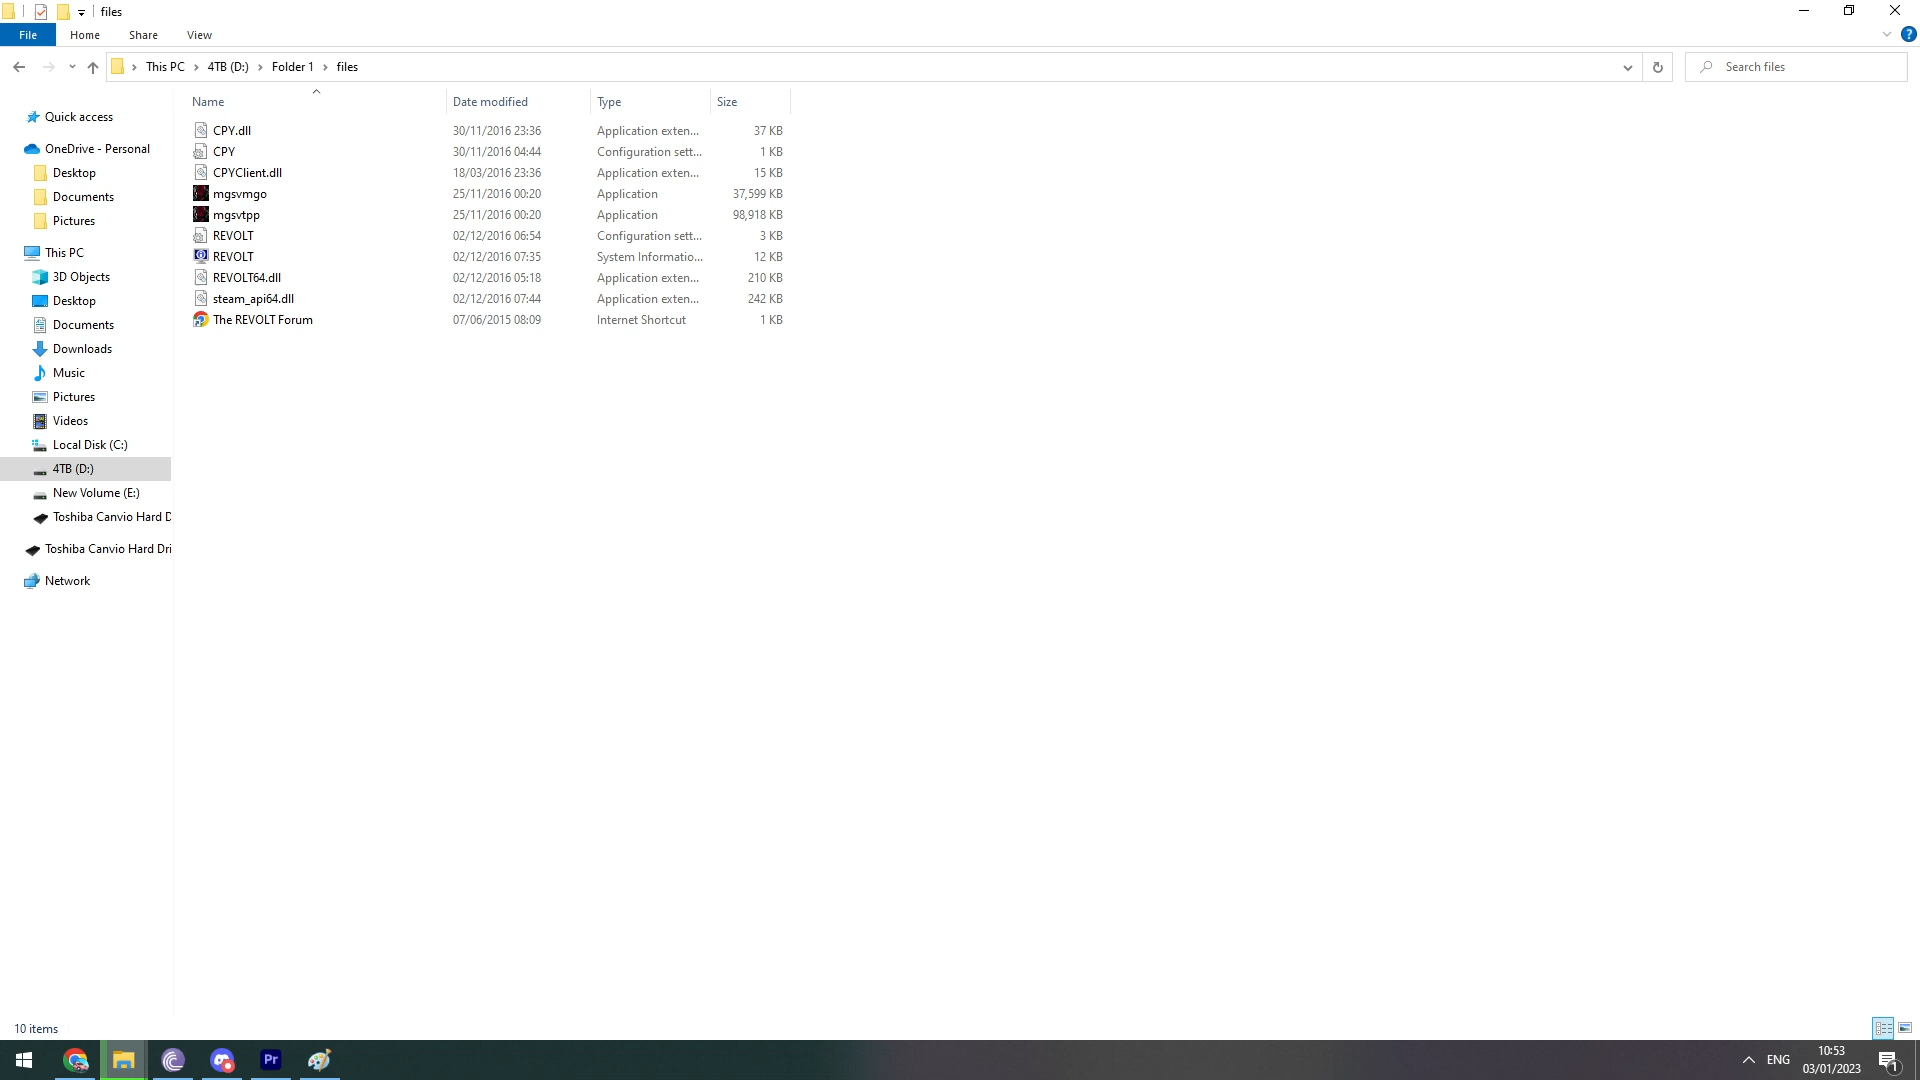 files
File Home Share View
This PC 4TB (D:) Folder 1 files
Search files
Name Date modified Type Size
CPY.dll 30/11/2016 23:36 Application exten... 37 KB
CPY 30/11/2016 04:44 Configuration sett... 1 KB
CPYClient.dll 18/03/2016 23:36 Application exten... 15 KB
mgsvmgo 25/11/2016 00:20 Application 37,599 KB
mgsvtpp 25/11/2016 00:20 Application 98,918 KB
REVOLT 02/12/2016 06:54 Configuration sett... 3 KB
REVOLT 02/12/2016 07:35 System Informatio... 12 KB
REVOLT64.dll 02/12/2016 05:18 Application exten... 210 KB
steam_api64.dll 02/12/2016 07:44 Application exten... 242 KB
The REVOLT Forum 07/06/2015 08:09 Internet Shortcut 1 KB
Quick access
OneDrive - Personal
Desktop
Documents
Pictures
This PC
3D Objects
Desktop
Documents
Downloads
Music
Pictures
Videos
Local Disk (C:)
4TB (D:)
New Volume (E:)
Toshiba Canvio Hard D
Toshiba Canvio Hard Dri
Network
10 items
Pr
ENG
10:53
03/01/2023
1